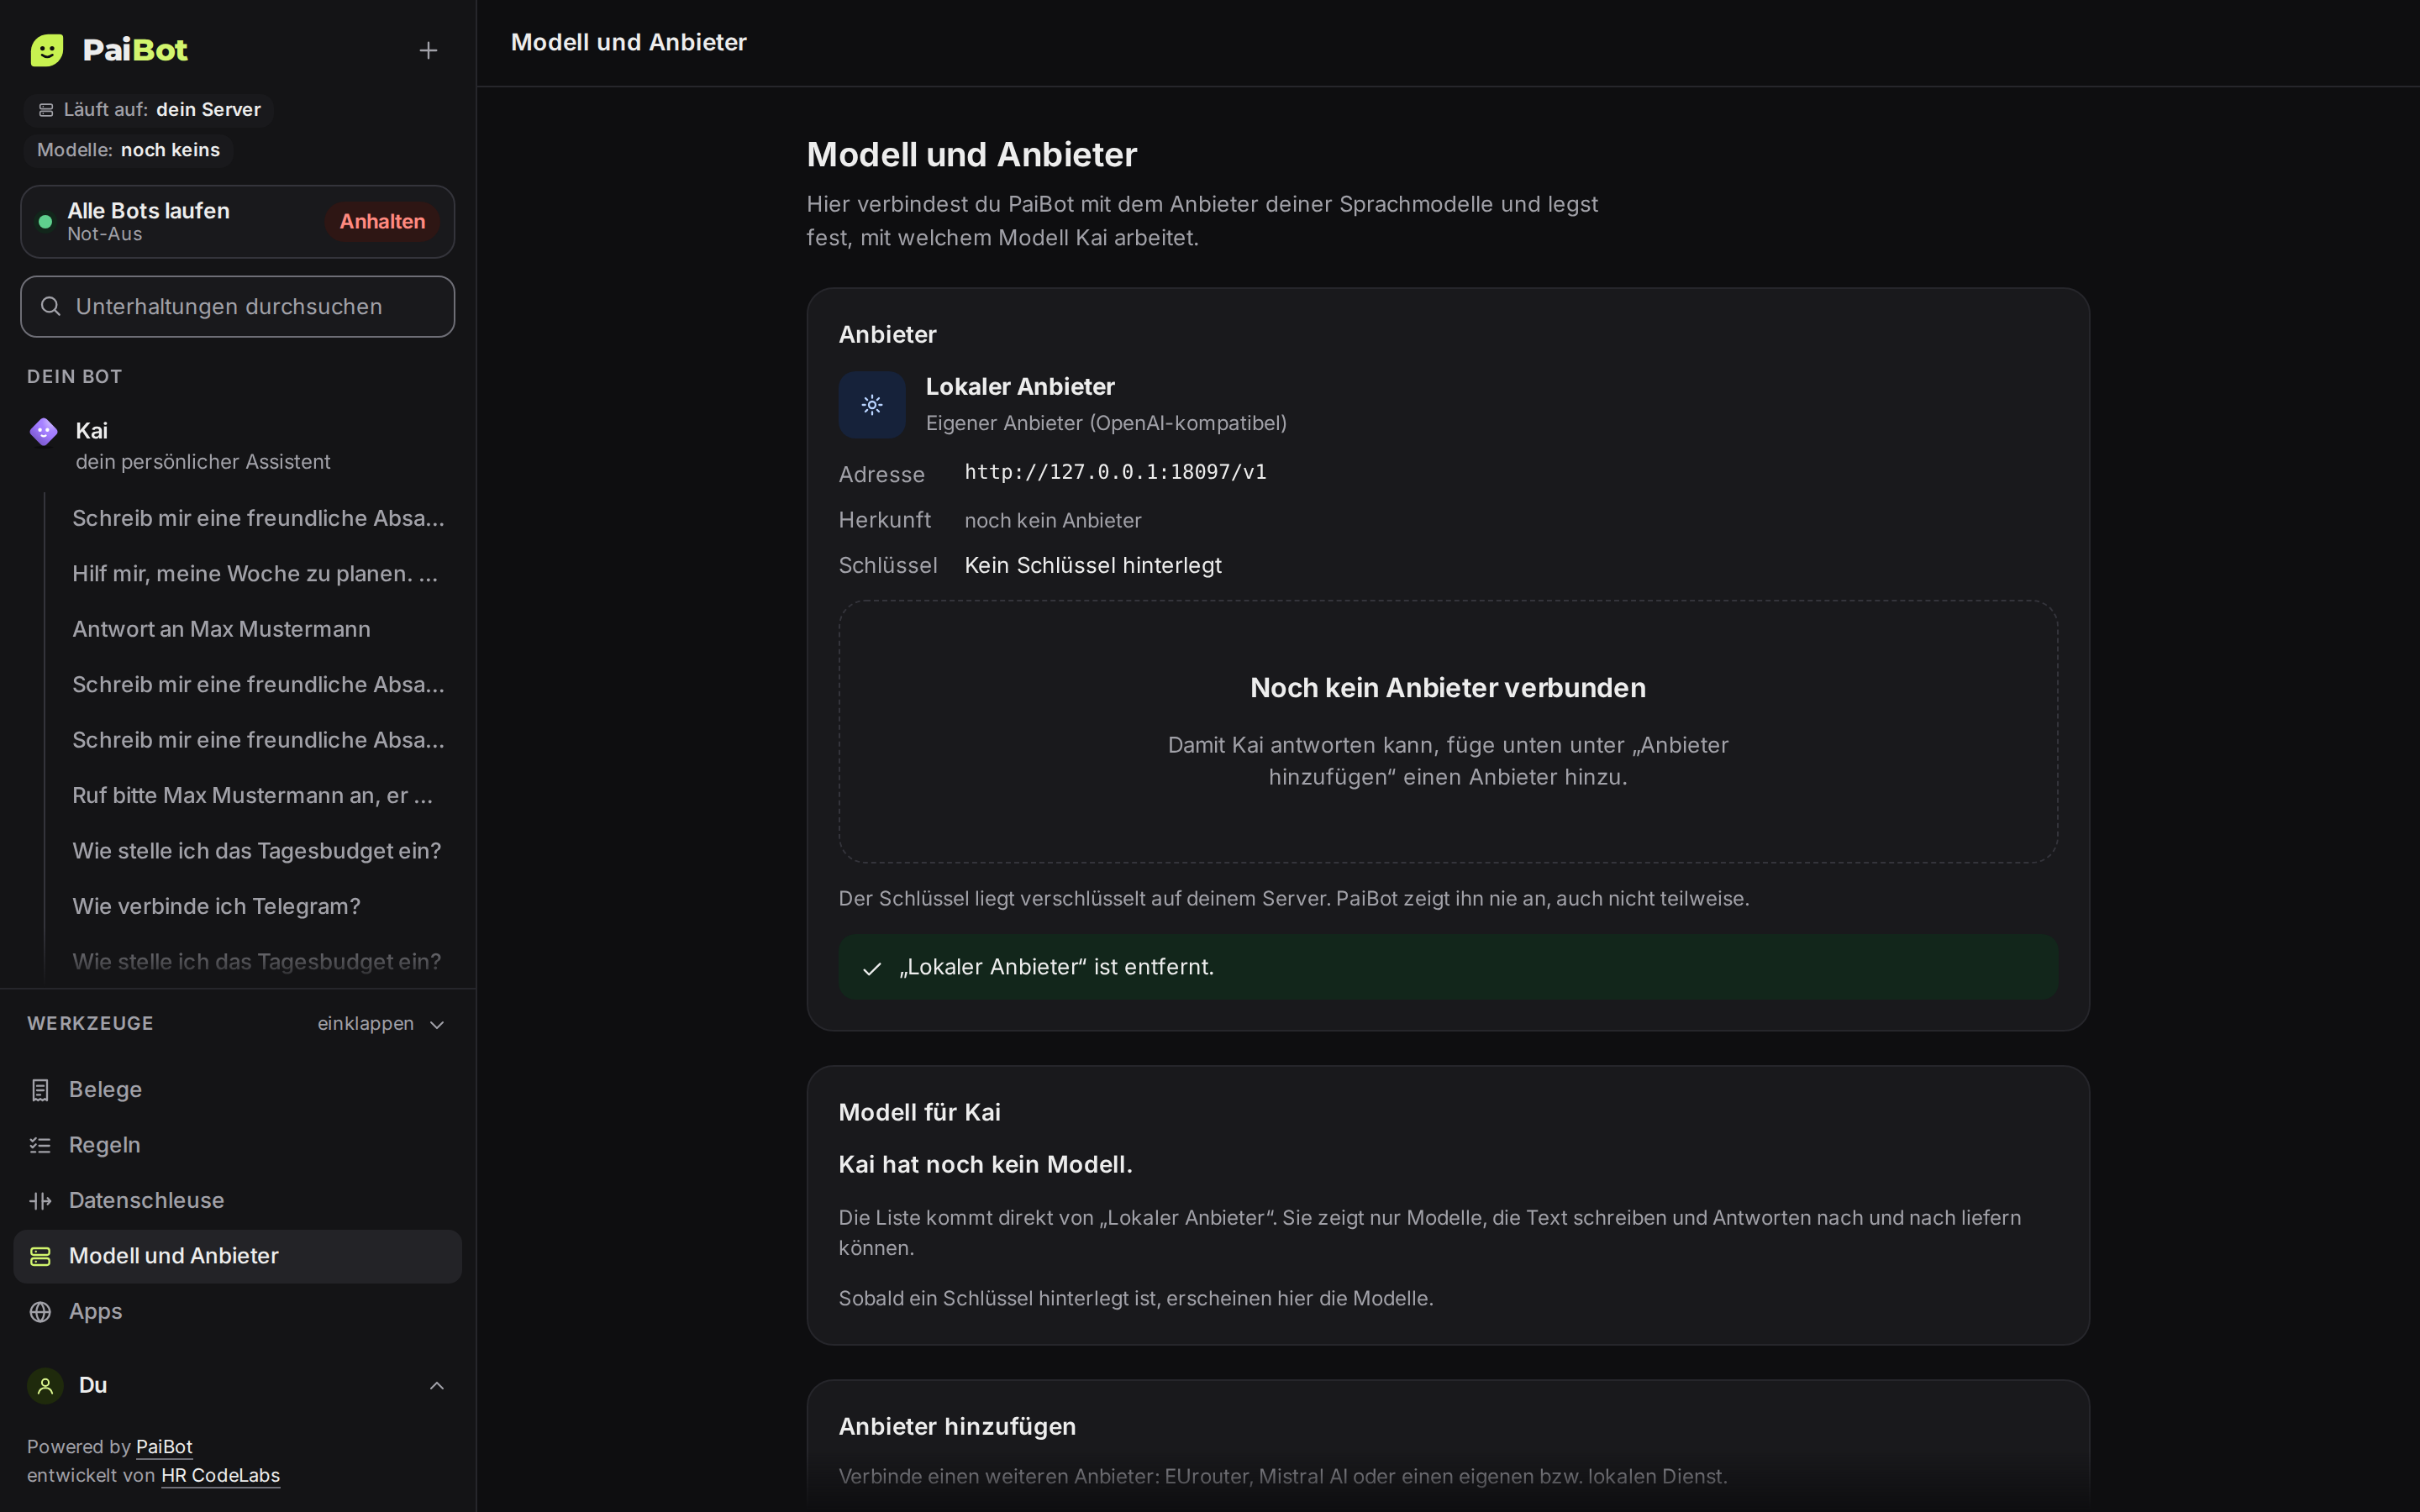 PaiBot
Läuft auf: dein Server
Modelle: noch keins
Alle Bots laufen
Not-Aus
Anhalten
Unterhaltungen durchsuchen
DEIN BOT
Kai
dein persönlicher Assistent
Schreib mir eine freundliche Absa...
Hilf mir, meine Woche zu planen. ...
Antwort an Max Mustermann
Schreib mir eine freundliche Absa...
Schreib mir eine freundliche Absa...
Ruf bitte Max Mustermann an, er ...
Wie stelle ich das Tagesbudget ein?
Wie verbinde ich Telegram?
Wie stelle ich das Tagesbudget ein?
WERKZEUGE
einklappen
Belege
Regeln
Datenschleuse
Modell und Anbieter
Apps
Du
Powered by PaiBot
entwickelt von HR CodeLabs
Modell und Anbieter
Modell und Anbieter
Hier verbindest du PaiBot mit dem Anbieter deiner Sprachmodelle und legst
fest, mit welchem Modell Kai arbeitet.
Anbieter
Lokaler Anbieter
Eigener Anbieter (OpenAI-kompatibel)
Adresse http://127.0.0.1:18097/v1
Herkunft noch kein Anbieter
Schlüssel Kein Schlüssel hinterlegt
Noch kein Anbieter verbunden
Damit Kai antworten kann, füge unten unter „Anbieter
hinzufügen“ einen Anbieter hinzu.
Der Schlüssel liegt verschlüsselt auf deinem Server. PaiBot zeigt ihn nie an, auch nicht teilweise.
„Lokaler Anbieter“ ist entfernt.
Modell für Kai
Kai hat noch kein Modell.
Die Liste kommt direkt von „Lokaler Anbieter“. Sie zeigt nur Modelle, die Text schreiben und Antworten nach und nach liefern
können.
Sobald ein Schlüssel hinterlegt ist, erscheinen hier die Modelle.
Anbieter hinzufügen
Verbinde einen weiteren Anbieter: EUrouter, Mistral AI oder einen eigenen bzw. lokalen Dienst.